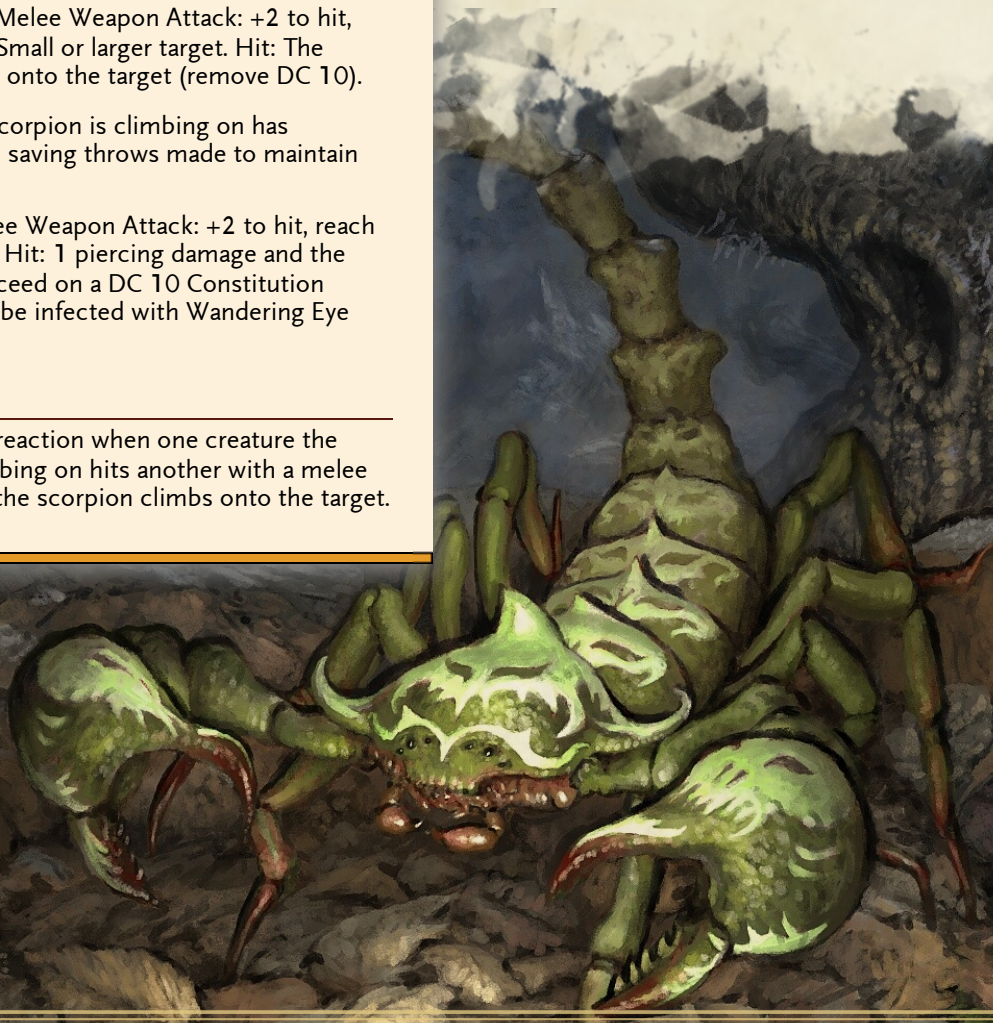 Melee Weapon Attack: +2 to hit,
Small or larger target. Hit: The
onto the target (remove DC 10).
corpion is climbing on has
saving throws made to maintain
ee Weapon Attack: +2 to hit, reach
Hit: 1 piercing damage and the
ceed on a DC 10 Constitution
be infected with Wandering Eye
reaction when one creature the
bing on hits another with a melee
the scorpion climbs onto the target.